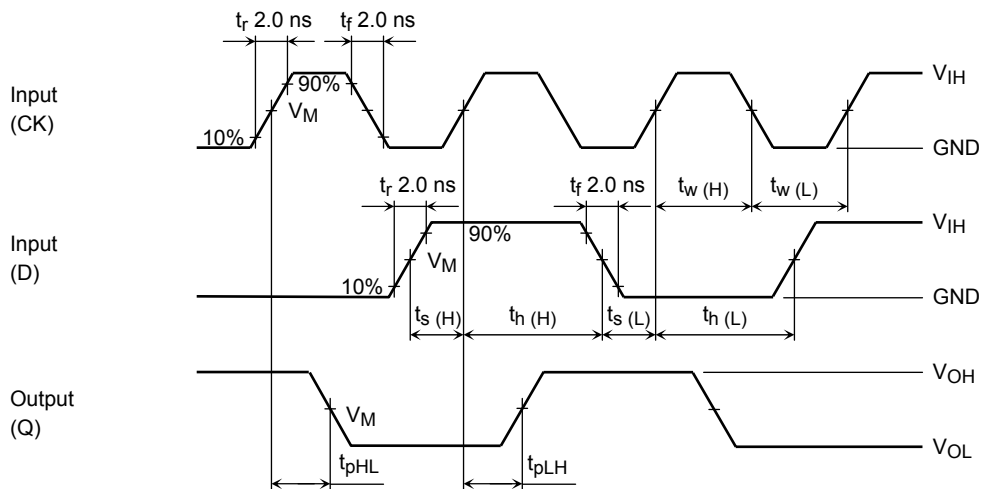 tr 2.0 ns
tf 2.0 ns
Input
(CK)
90%
VM
10%
VIH
GND
tr 2.0 ns
tf 2.0 ns
tw (H)
tw (L)
Input
(D)
90%
VM
10%
VIH
GND
ts (H)
th (H)
ts (L)
th (L)
Output
(Q)
VM
VOH
VOL
tpHL
tpLH